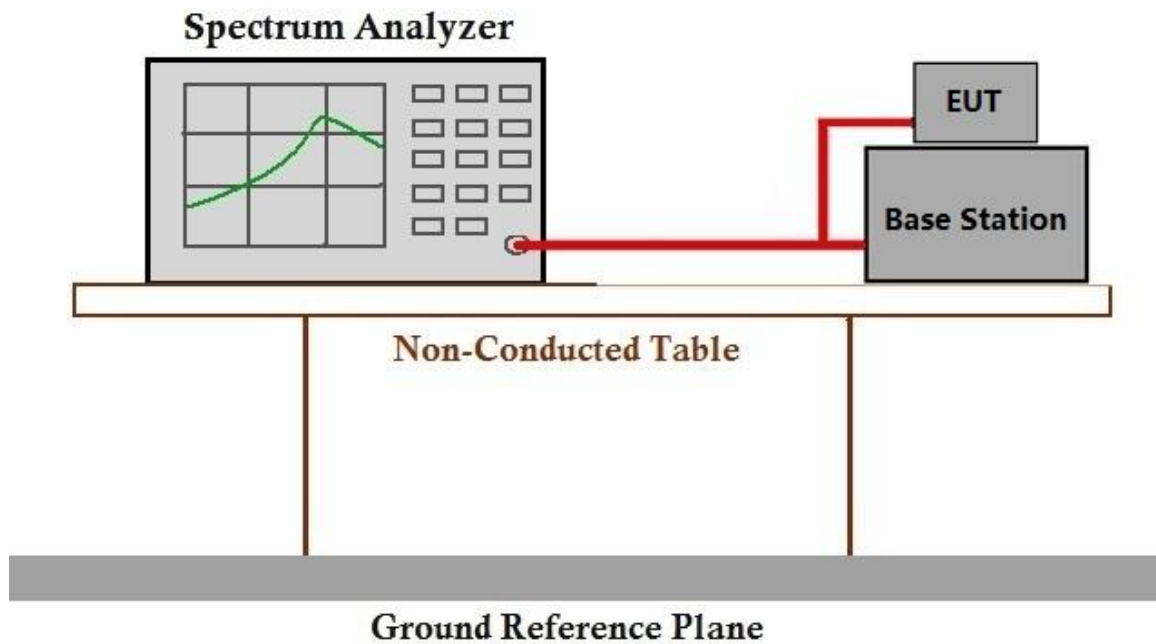 Spectrum Analyzer
EUT
Base Station
Non-Conducted Table
Ground Reference Plane